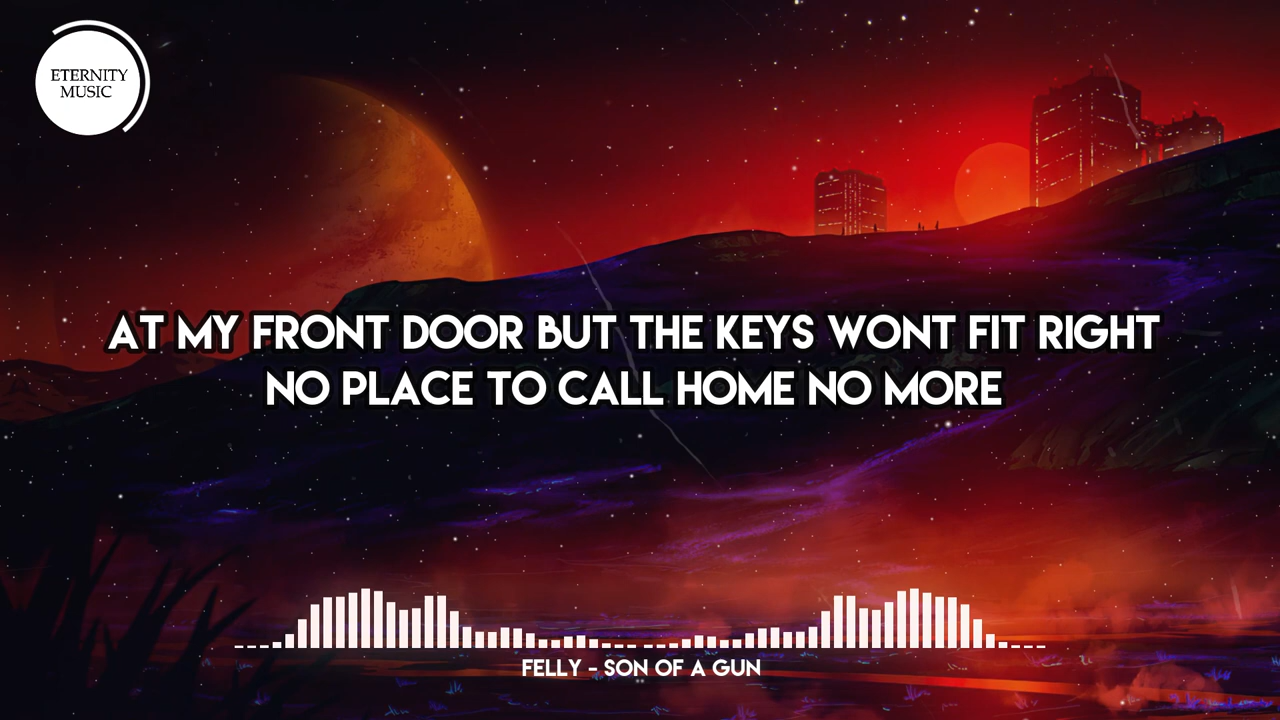 ETERNITY
MUSIC
AT MY FRONT DOOR BUT THE KEYS WONT FIT RIGHT
NO PLACE TO CALL HOME NO MORE
FELLY - SON OF A GUN